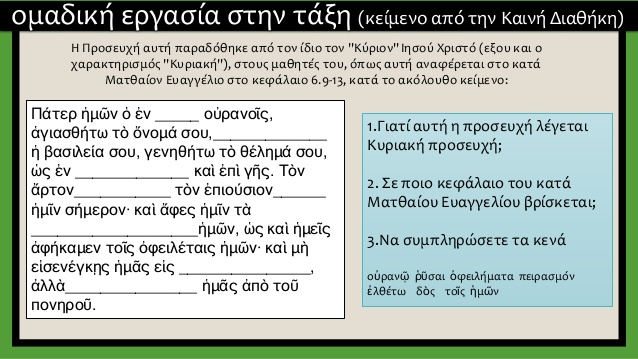 ομαδική εργασία στην τάξη (κείμενο από την Καινή Διαθήκη)
Η Προσευχή αυτή παραδόθηκε από τον ίδιο τον "Κύριον" Ιησού Χριστό (εξου και ο
χαρακτηρισμός "Κυριακή"), στους μαθητές του, όπως αυτή αναφέρεται στο κατά
Ματθαίον Ευαγγέλιο στο κεφάλαιο 6.9-13, κατά το ακόλουθο κείμενο:
Πάτερ ἡμῶν ὁ ἐν _____ οὐρανοῖς,
ἁγιασθήτω τὸ ὄνομά σου,_____________
ἡ βασιλεία σου, γενηθήτω τὸ θέλημά σου,
ὡς ἐν _____________ καὶ ἐπὶ γῆς. Τὸν
ἄρτον___________ τὸν ἐπιούσιον______
ἡμῖν σήμερον· καὶ ἄφες ἡμῖν τὰ
___________________ἡμῶν, ὡς καὶ ἡμεῖς
ἀφήκαμεν τοῖς ὀφειλέταις ἡμῶν· καὶ μὴ
εἰσενέγκῃς ἡμᾶς εἰς _______________,
ἀλλὰ_______________ ἡμᾶς ἀπὸ τοῦ
πονηροῦ.
1.Γιατί αυτή η προσευχή λέγεται
Κυριακή προσευχή;
2. Σε ποιο κεφάλαιο του κατά
Ματθαίου Ευαγγελίου βρίσκεται;
3.Να συμπληρώσετε τα κενά
οὐρανῷ ῥῦσαι ὀφειλήματα πειρασμόν
ἐλθέτω δὸς τοῖς ἡμῶν